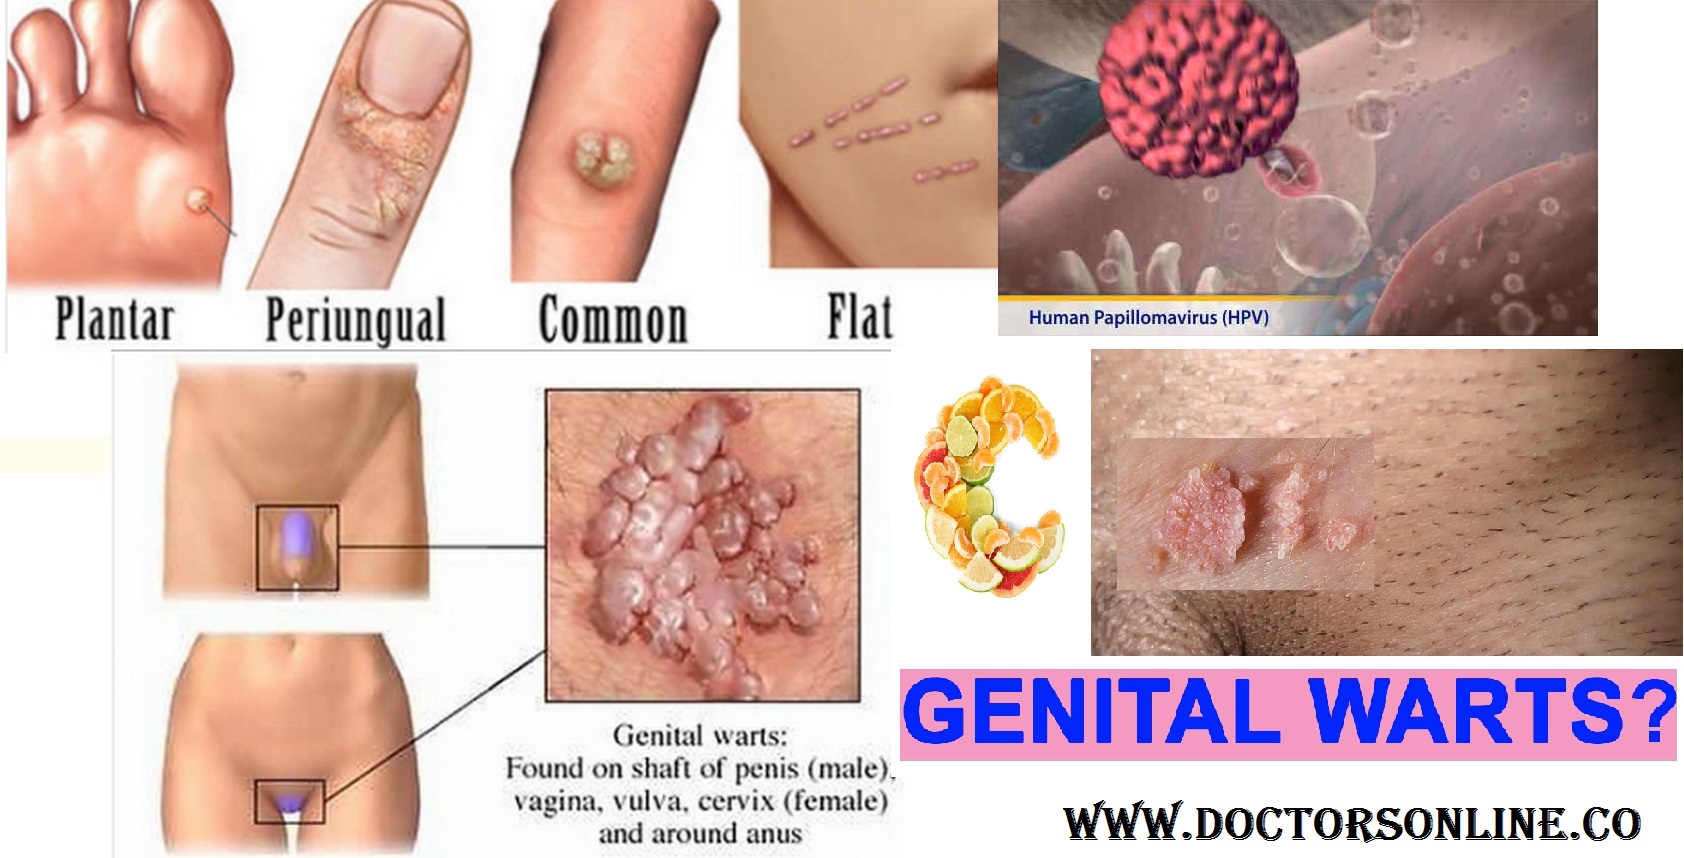 Plantar
Periungual
Common
Flat
Human Papillomavirus (HPV)
Genital warts:
Found on shaft of penis (male),
vagina, vulva, cervix (female)
and around anus
C
GENITAL WARTS?
WWW.DOCTORSONLINE.CO